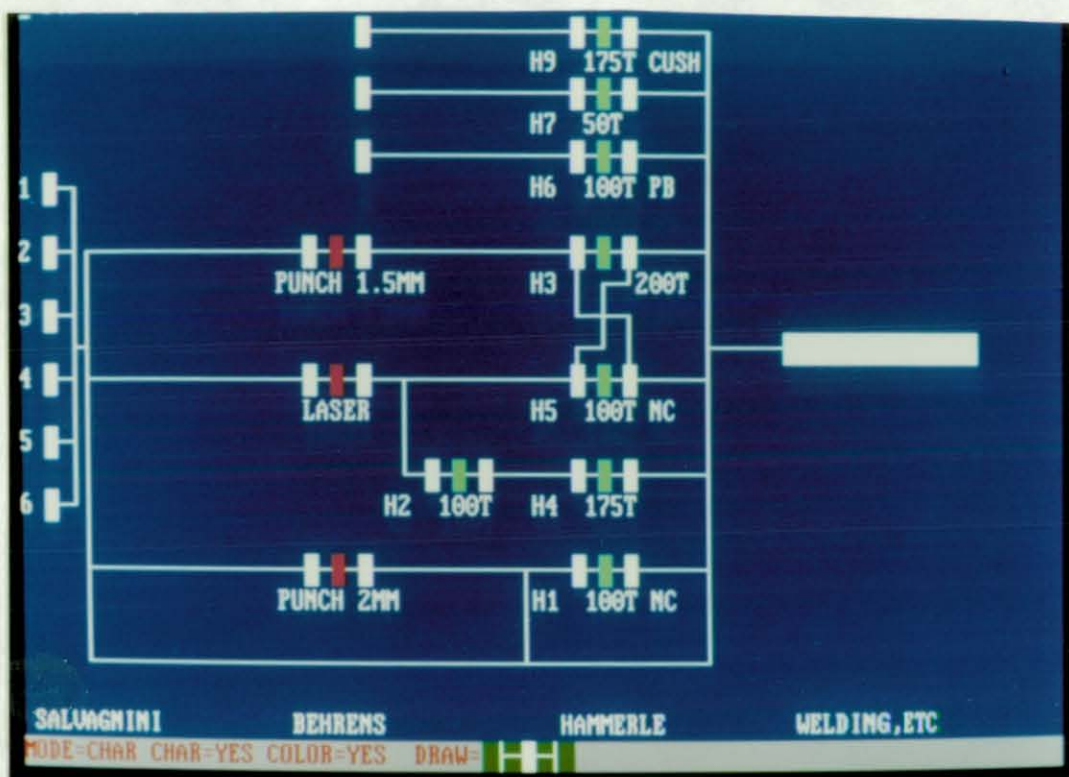 H9 175T CUSH
H7 50T
H6 100T PB
1
2
PUNCH 1.5MM H3 200T
3
4
LASER H5 100T NC
5
6
H2 100T H4 175T
PUNCH 2MM H1 100T NC
SALVAGNINI BEHRENS HAMMERLE WELDING,ETC
MODE=CHAR CHAR=YES COLOR=YES DRAW=